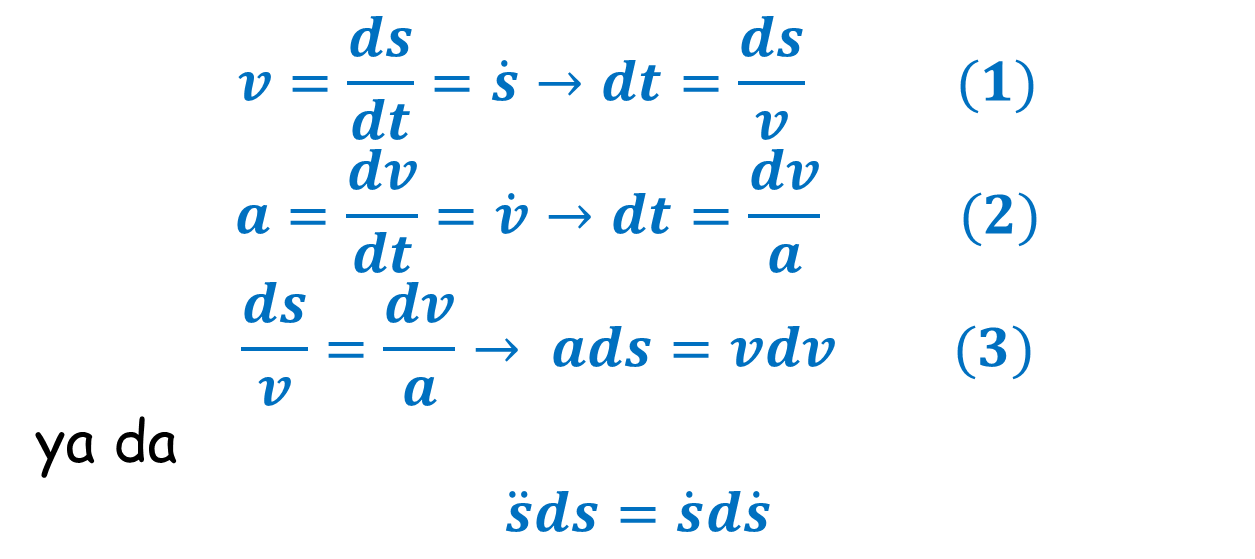 v = ds/dt = ṡ → dt = ds/v (1)
a = dv/dt = v̇ → dt = dv/a (2)
ds/v = dv/a → ads = vdv (3)
ya da
s̈ds = ṡdṡ